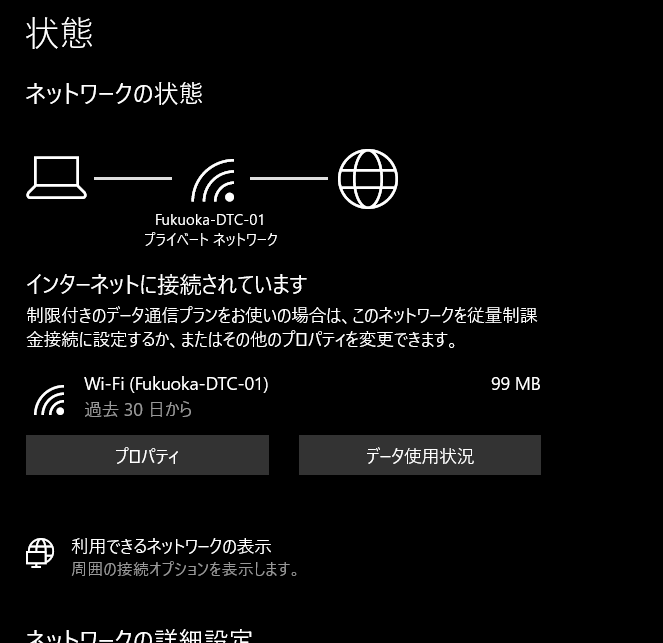 状態
ネットワークの状態
Fukuoka-DTC-01
プライベート ネットワーク
インターネットに接続されています
制限付きのデータ通信プランをお使いの場合は、このネットワークを従量制課
金接続に設定するか、またはその他のプロパティを変更できます。
Wi-Fi (Fukuoka-DTC-01)
99 MB
過去 30 日から
プロパティ
データ使用状況
利用できるネットワークの表示
周囲の接続オプションを表示します。
ネットワークの詳細設定